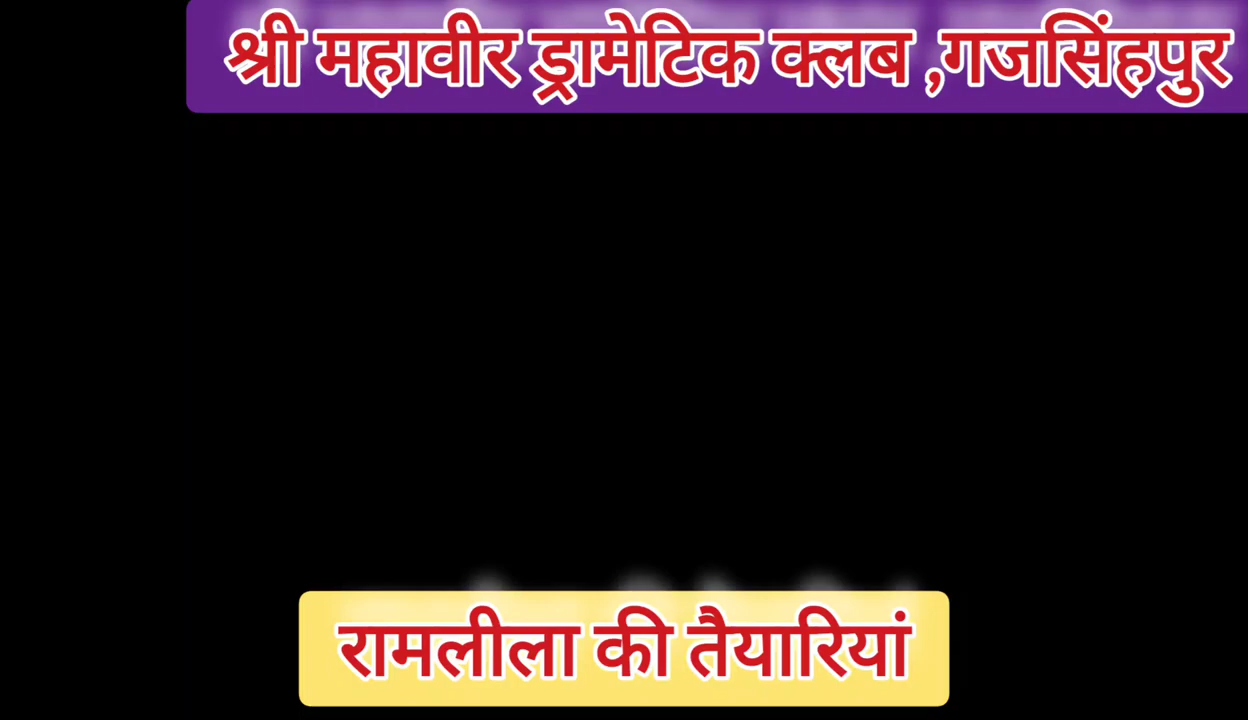 श्री महावीर ड्रामेटिक क्लब ,गजसिंहपुर
रामलीला की तैयारियां